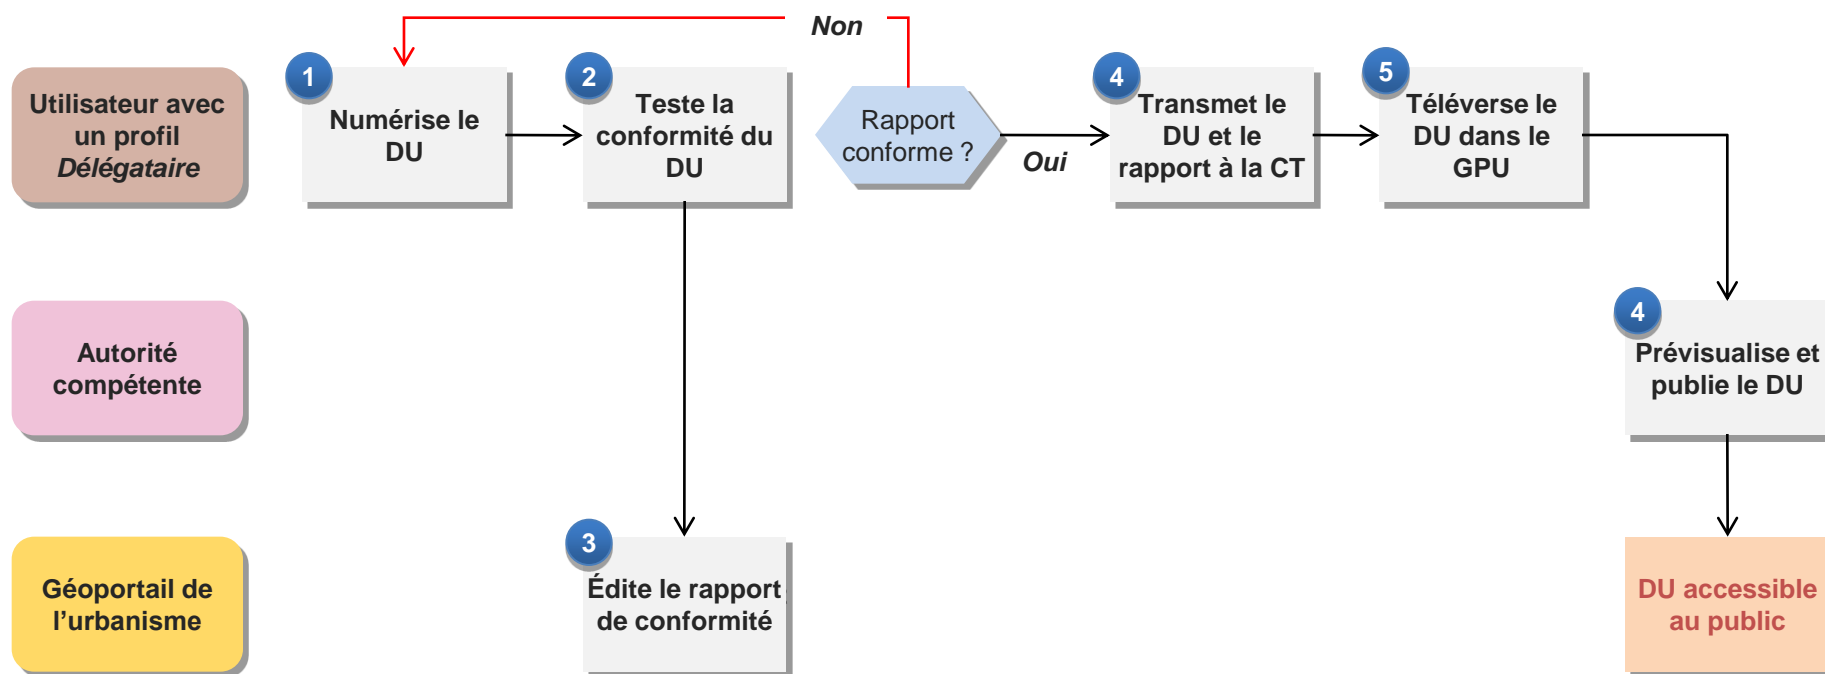 Non
Utilisateur avec
un profil
Délégataire
1
Numérise le
DU
2
Teste la
conformité du
DU
Rapport
conforme ?
Oui
4
Transmet le
DU et le
rapport à la CT
5
Téléverse le
DU dans le
GPU
Autorité
compétente
4
Prévisualise et
publie le DU
Géoportail de
l’urbanisme
3
Édite le rapport
de conformité
DU accessible
au public